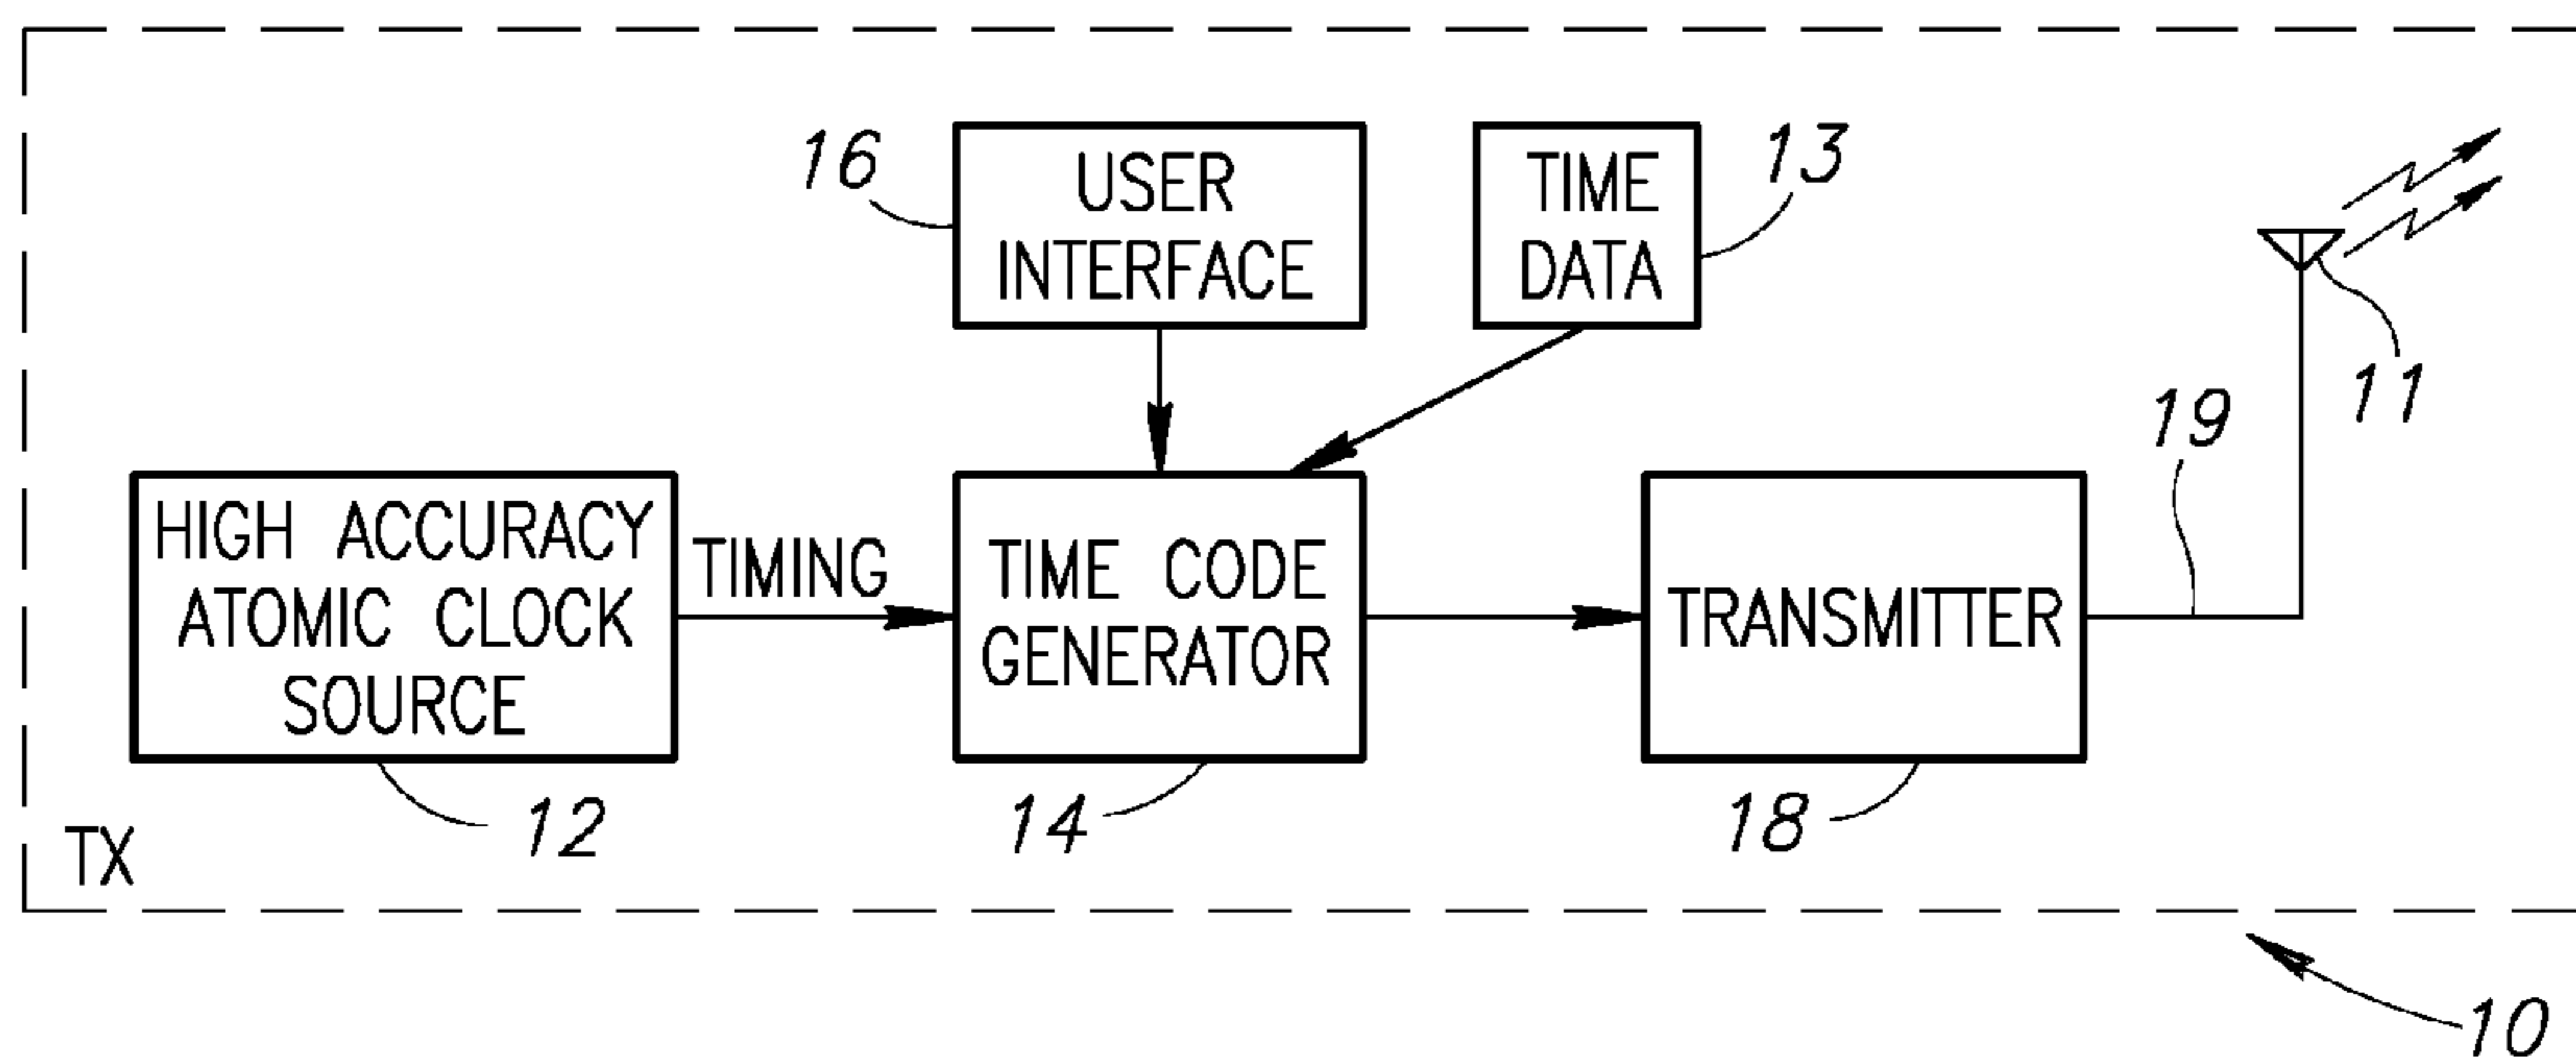 16
USER
INTERFACE
TIME
DATA
13
11
19
HIGH ACCURACY
ATOMIC CLOCK
SOURCE
TIMING
TIME CODE
GENERATOR
TRANSMITTER
12
14
18
TX
10